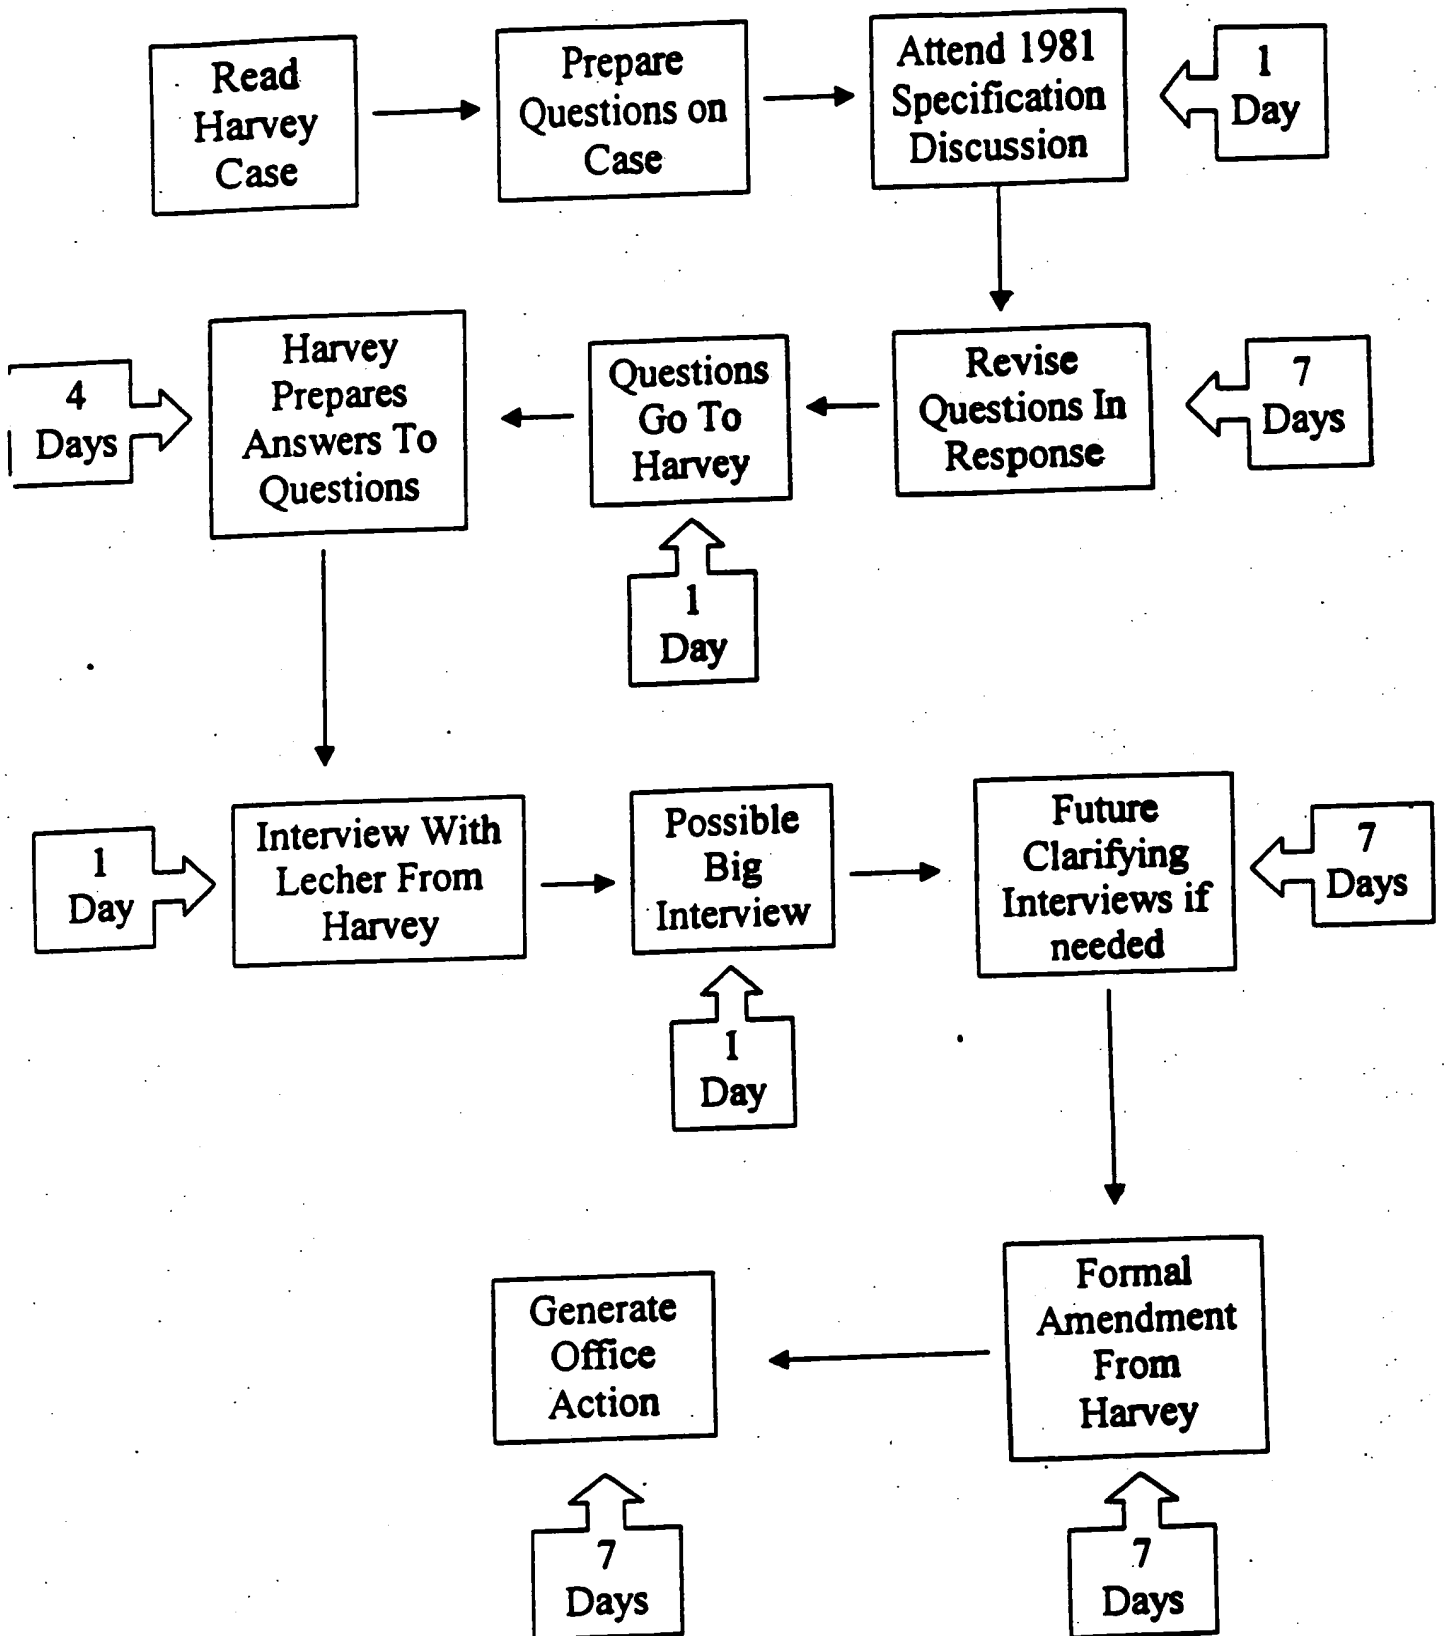 Read
Harvey
Case
Prepare
Questions on
Case
Attend 1981
Specification
Discussion
1
Day
4
Days
Harvey
Prepares
Answers To
Questions
Questions
Go To
Harvey
Revise
Questions In
Response
7
Days
1
Day
1
Day
Interview With
Lecher From
Harvey
Possible
Big
Interview
Future
Clarifying
Interviews if
needed
7
Days
1
Day
Generate
Office
Action
Formal
Amendment
From
Harvey
7
Days
7
Days